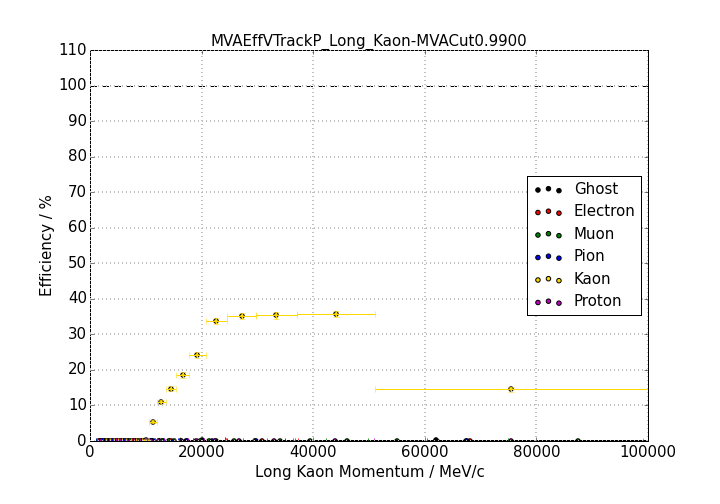 MVAEffVTrackP_Long_Kaon-MVACut0.9900
110
100
90
80
70
60
50
40
30
20
10
0
Efficiency / %
Ghost
Electron
Muon
Pion
Kaon
Proton
0 20000 40000 60000 80000 100000
Long Kaon Momentum / MeV/c